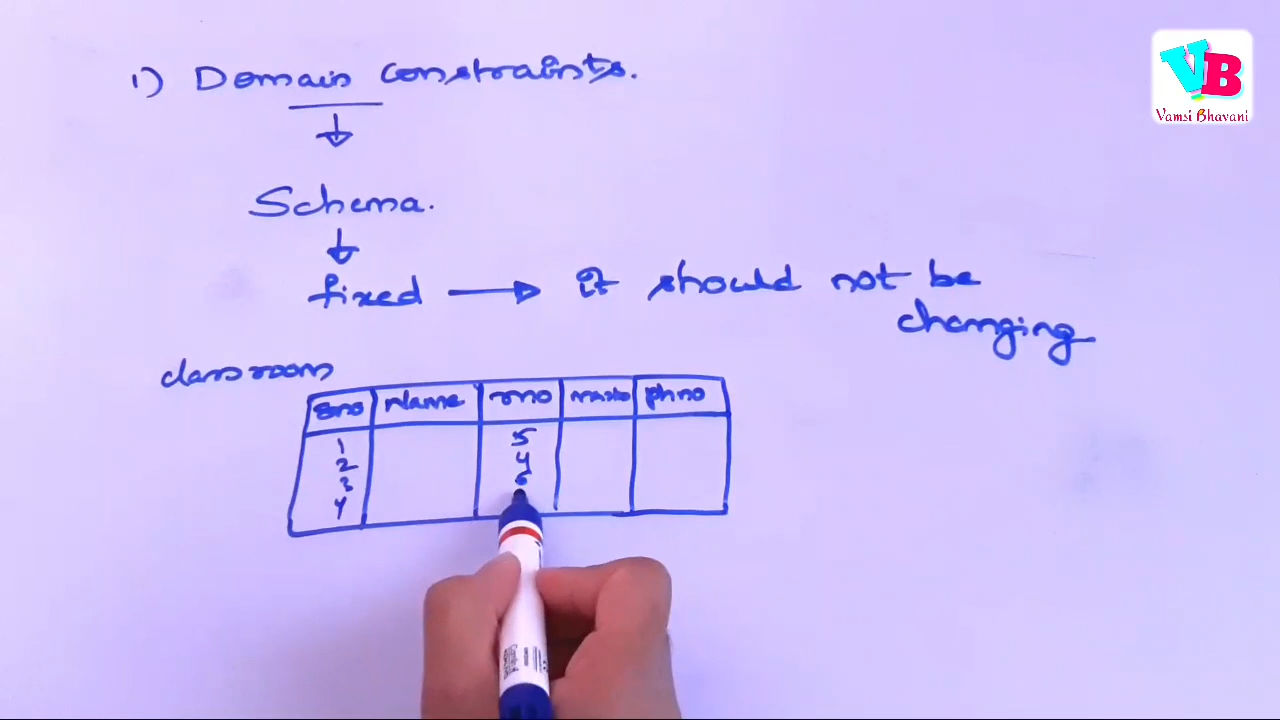 1) Domain constraints.
Schema.
fixed → it should not be
changing
classroom
Sno Name rno marks phno
1 5
2 4
3 6
4
VB
Vamsi Bhavani